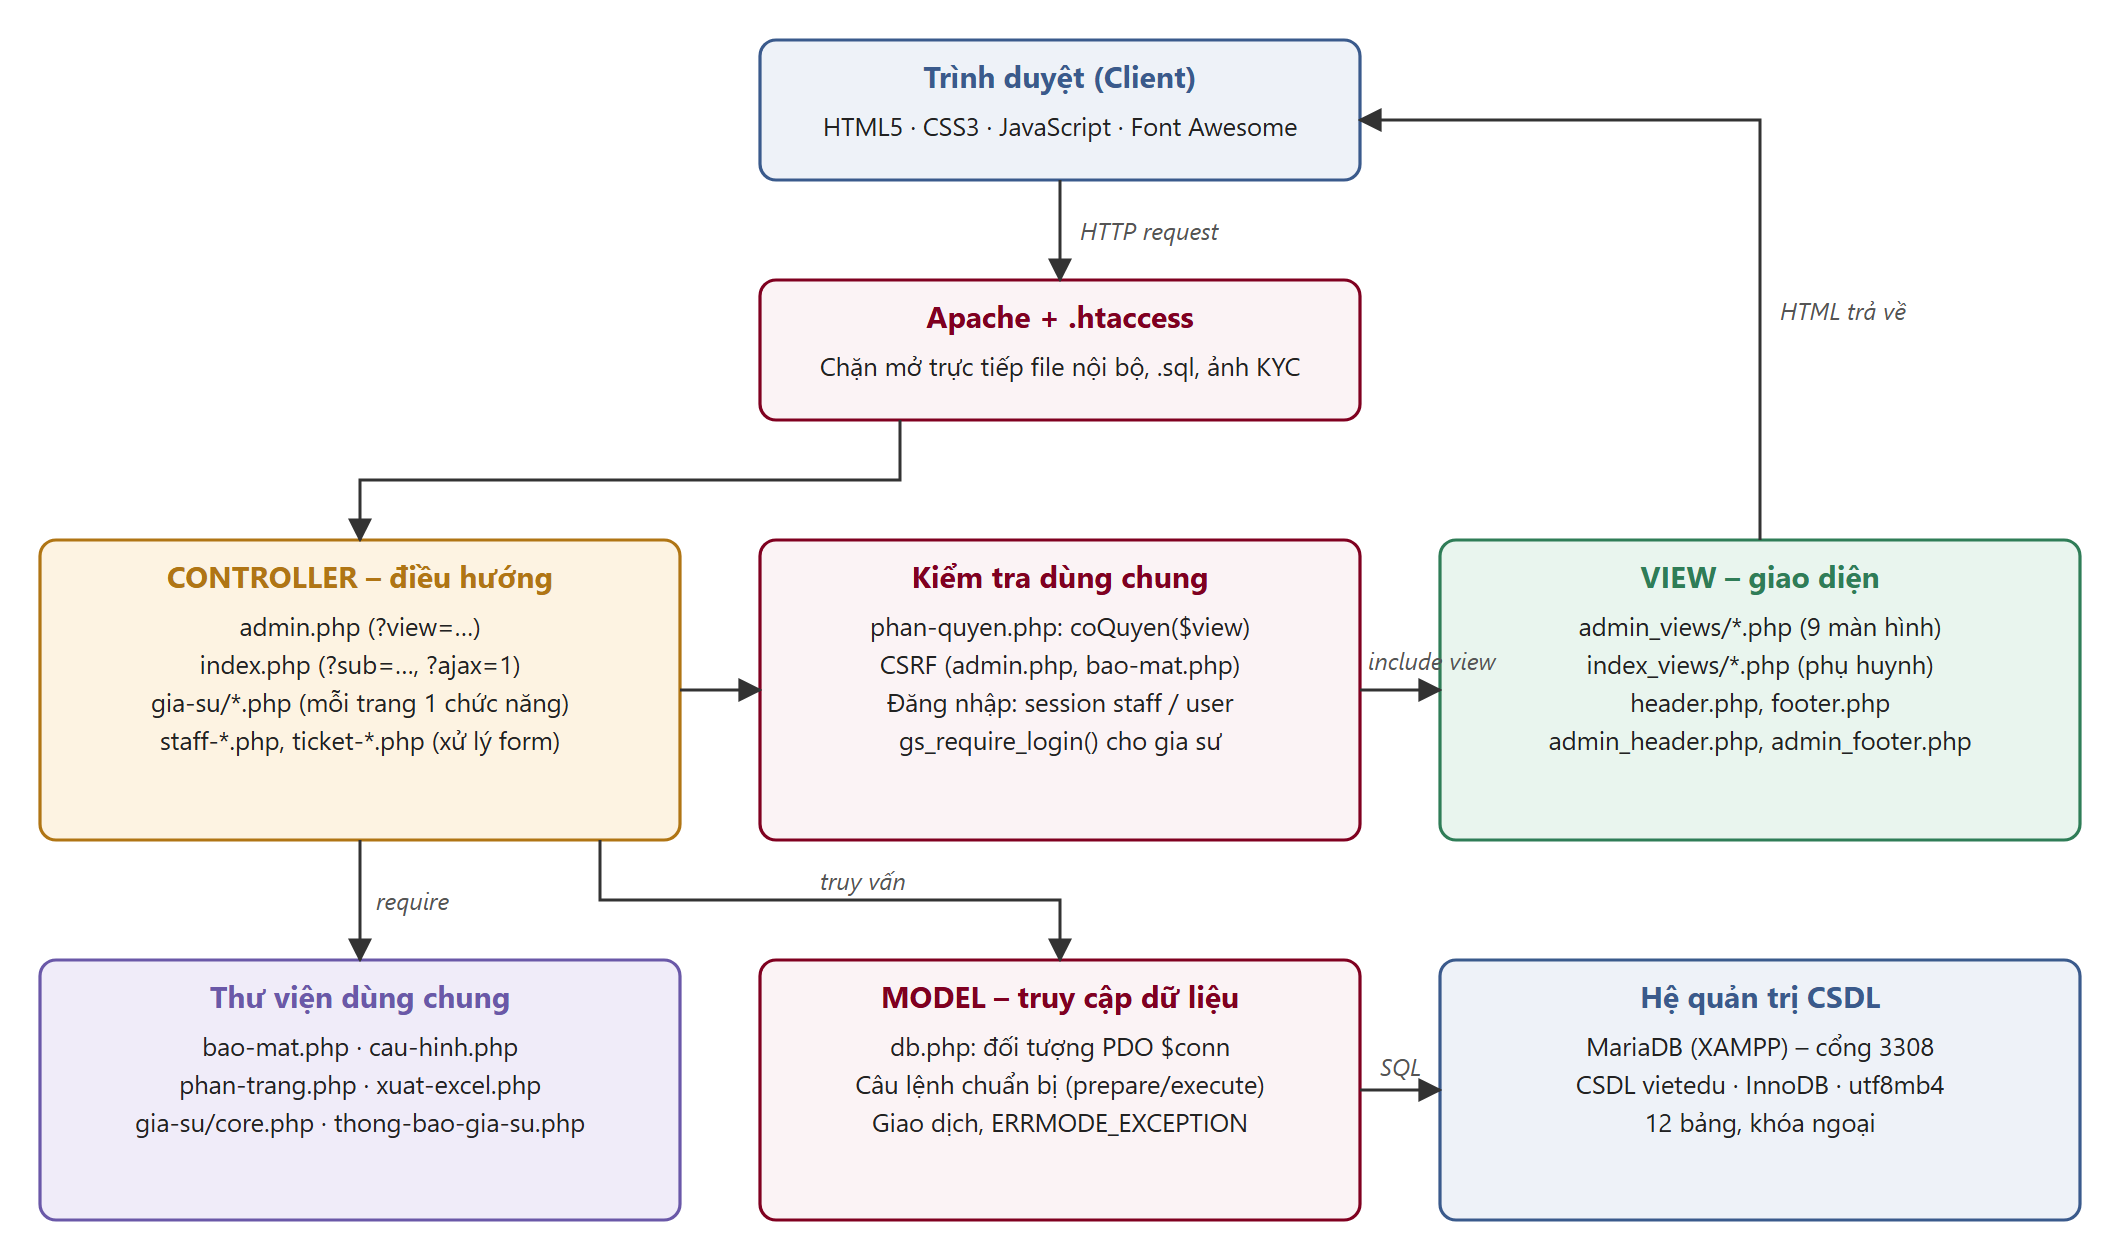 Trình duyệt (Client)
HTML5 · CSS3 · JavaScript · Font Awesome
HTTP request
Apache + .htaccess
Chặn mở trực tiếp file nội bộ, .sql, ảnh KYC
HTML trả về
CONTROLLER – điều hướng
admin.php (?view=...)
index.php (?sub=..., ?ajax=1)
gia-su/*.php (mỗi trang 1 chức năng)
staff-*.php, ticket-*.php (xử lý form)
Kiểm tra dùng chung
phan-quyen.php: coQuyen($view)
CSRF (admin.php, bao-mat.php)
Đăng nhập: session staff / user
gs_require_login() cho gia sư
include view
VIEW – giao diện
admin_views/*.php (9 màn hình)
index_views/*.php (phụ huynh)
header.php, footer.php
admin_header.php, admin_footer.php
require
truy vấn
Thư viện dùng chung
bao-mat.php · cau-hinh.php
phan-trang.php · xuat-excel.php
gia-su/core.php · thong-bao-gia-su.php
MODEL – truy cập dữ liệu
db.php: đối tượng PDO $conn
Câu lệnh chuẩn bị (prepare/execute)
Giao dịch, ERRMODE_EXCEPTION
SQL
Hệ quản trị CSDL
MariaDB (XAMPP) – cổng 3308
CSDL vietedu · InnoDB · utf8mb4
12 bảng, khóa ngoại